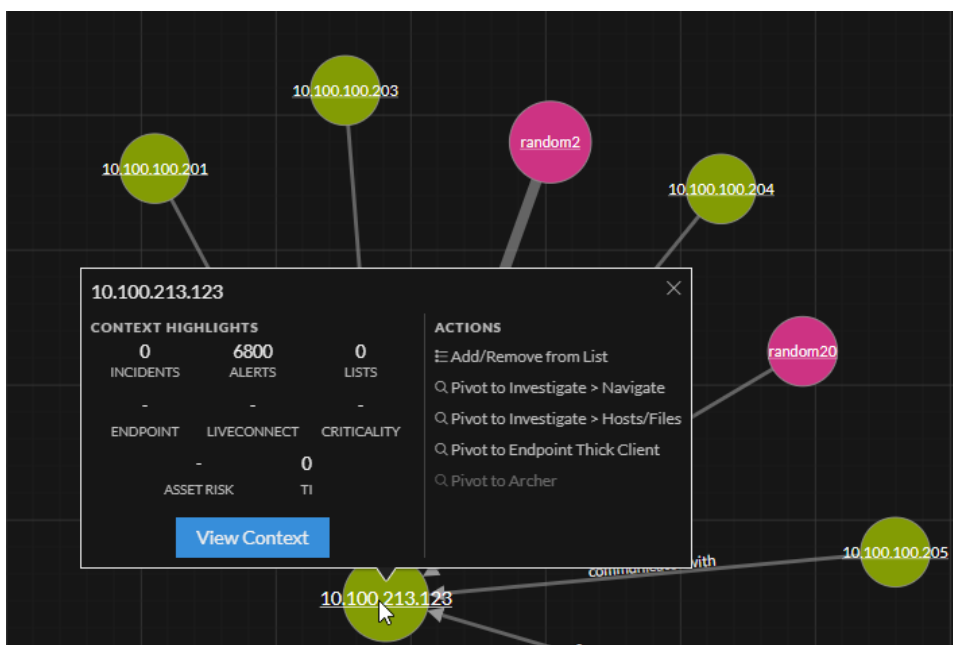 10.100.100.203
random2
10.100.100.201
10.100.100.204
10.100.213.123
CONTEXT HIGHLIGHTS
0 6800 0
INCIDENTS ALERTS LISTS
- - -
ENDPOINT LIVECONNECT CRITICALITY
- 0
ASSET RISK TI
View Context
ACTIONS
Add/Remove from List
Pivot to Investigate > Navigate
Pivot to Investigate > Hosts/Files
Pivot to Endpoint Thick Client
Pivot to Archer
random20
10.100.100.205
with
10.100.213.123